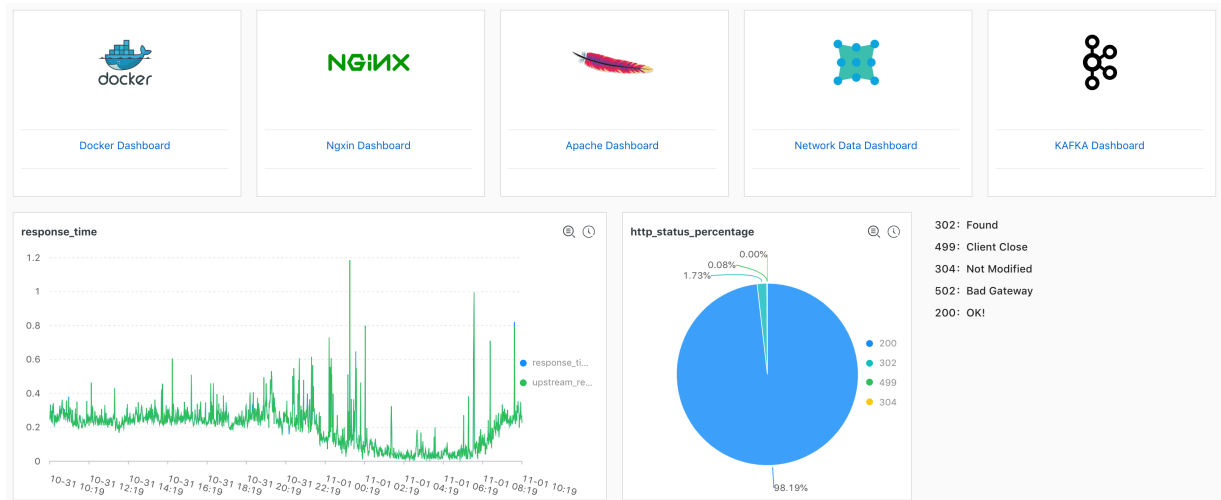 docker
NGINX
Docker Dashboard
Ngxin Dashboard
Apache Dashboard
Network Data Dashboard
KAFKA Dashboard
response_time
1.2
1
0.8
0.6
0.4
0.2
0
10-31 10:19
10-31 12:19
10-31 14:19
10-31 16:19
10-31 18:19
10-31 20:19
10-31 22:19
11-01 00:19
11-01 02:19
11-01 04:19
11-01 06:19
11-01 08:19
11-01 10:19
response_ti...
upstream_re...
http_status_percentage
0.00%
0.08%
1.73%
98.19%
200
302
499
304
302: Found
499: Client Close
304: Not Modified
502: Bad Gateway
200: OK!